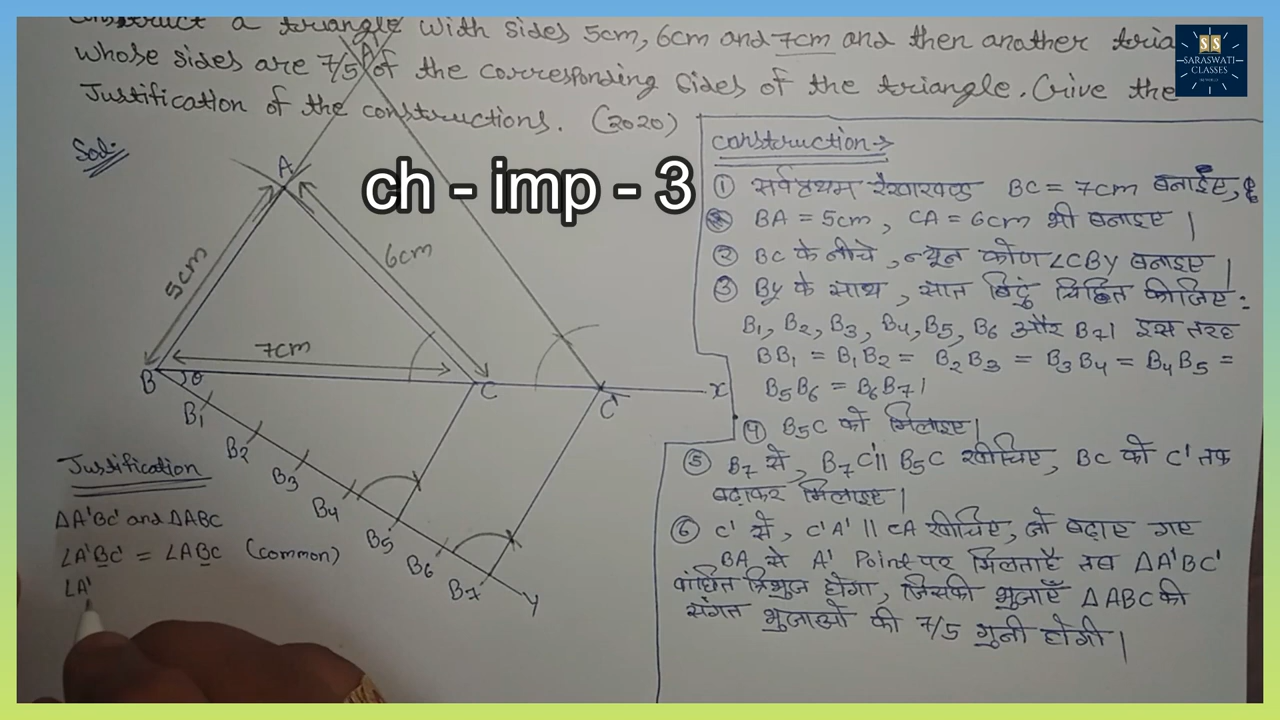 Construct a triangle with sides 5cm, 6cm and 7cm and then another tria
whose sides are 7/5 of the corresponding sides of the triangle. Give the
Justification of the constructions. (2020)
SS
SARASWATI
CLASSES
Sol:
ch - imp - 3
A'
A
5cm
6cm
7cm
B
θ
C
C'
x
B1
B2
B3
B4
B5
B6
B7
y
Justification
ΔA'BC' and ΔABC
∠A'BC' = ∠ABC (common)
∠A'
construction →
① सर्वप्रथम रेखाखण्ड BC = 7cm बनाइए,
BA = 5cm, CA = 6cm भी बनाइए |
② BC के नीचे, न्यून कोण ∠CBY बनाइए |
③ By के साथ, सात बिंदु चिह्नित कीजिए:
B1, B2, B3, B4, B5, B6 और B7। इस तरह
BB1 = B1B2 = B2B3 = B3B4 = B4B5 =
B5B6 = B6B7।
④ B5C को मिलाइए|
⑤ B7 से, B7C'|| B5C खीचिए, BC को C' तक
बढ़ाकर मिलाइए |
⑥ C' से, C'A' || CA खीचिए, जो बढ़ाए गए
BA से A' Point पर मिलता है तब ΔA'BC'
वांछित त्रिभुज होगा, जिसकी भुजाएँ ΔABC की
संगत भुजाओ की 7/5 गुनी होगी |